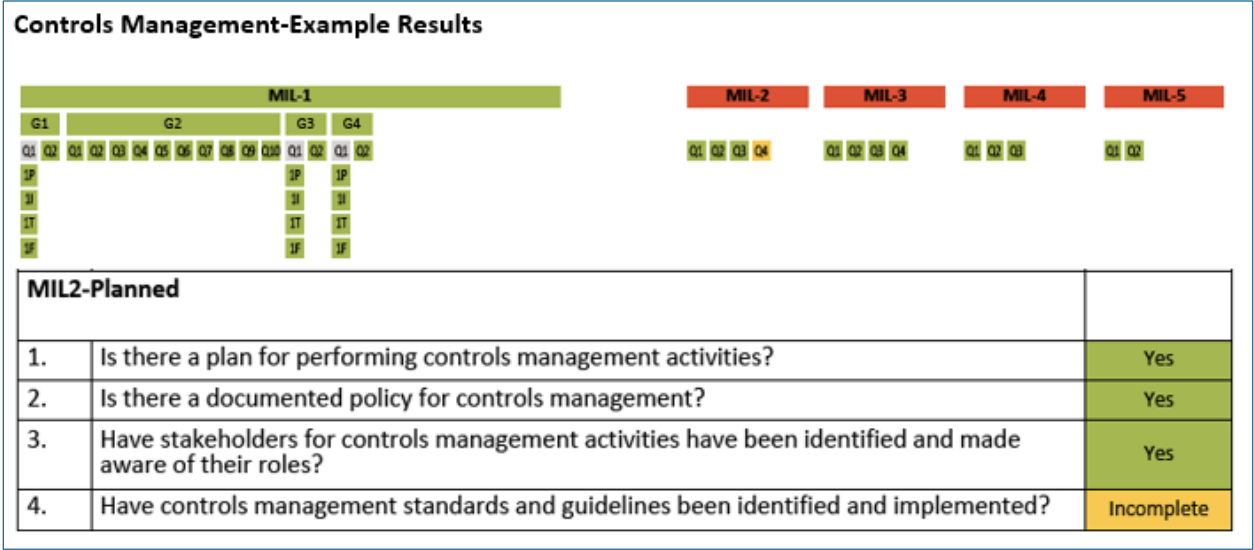 Controls Management-Example Results
MIL-1 MIL-2 MIL-3 MIL-4 MIL-5
G1 G2 G3 G4
Q1 Q2 Q1 Q2 Q3 Q4 Q5 Q6 Q7 Q8 Q9 Q10 Q1 Q2 Q1 Q2 Q1 Q2 Q3 Q4 Q1 Q2 Q3 Q4 Q1 Q2 Q3 Q1 Q2
1P 1P 1P
1I 1I 1I
1T 1T 1T
1F 1F 1F
MIL2-Planned
1. Is there a plan for performing controls management activities? Yes
2. Is there a documented policy for controls management? Yes
3. Have stakeholders for controls management activities have been identified and made
aware of their roles? Yes
4. Have controls management standards and guidelines been identified and implemented? Incomplete